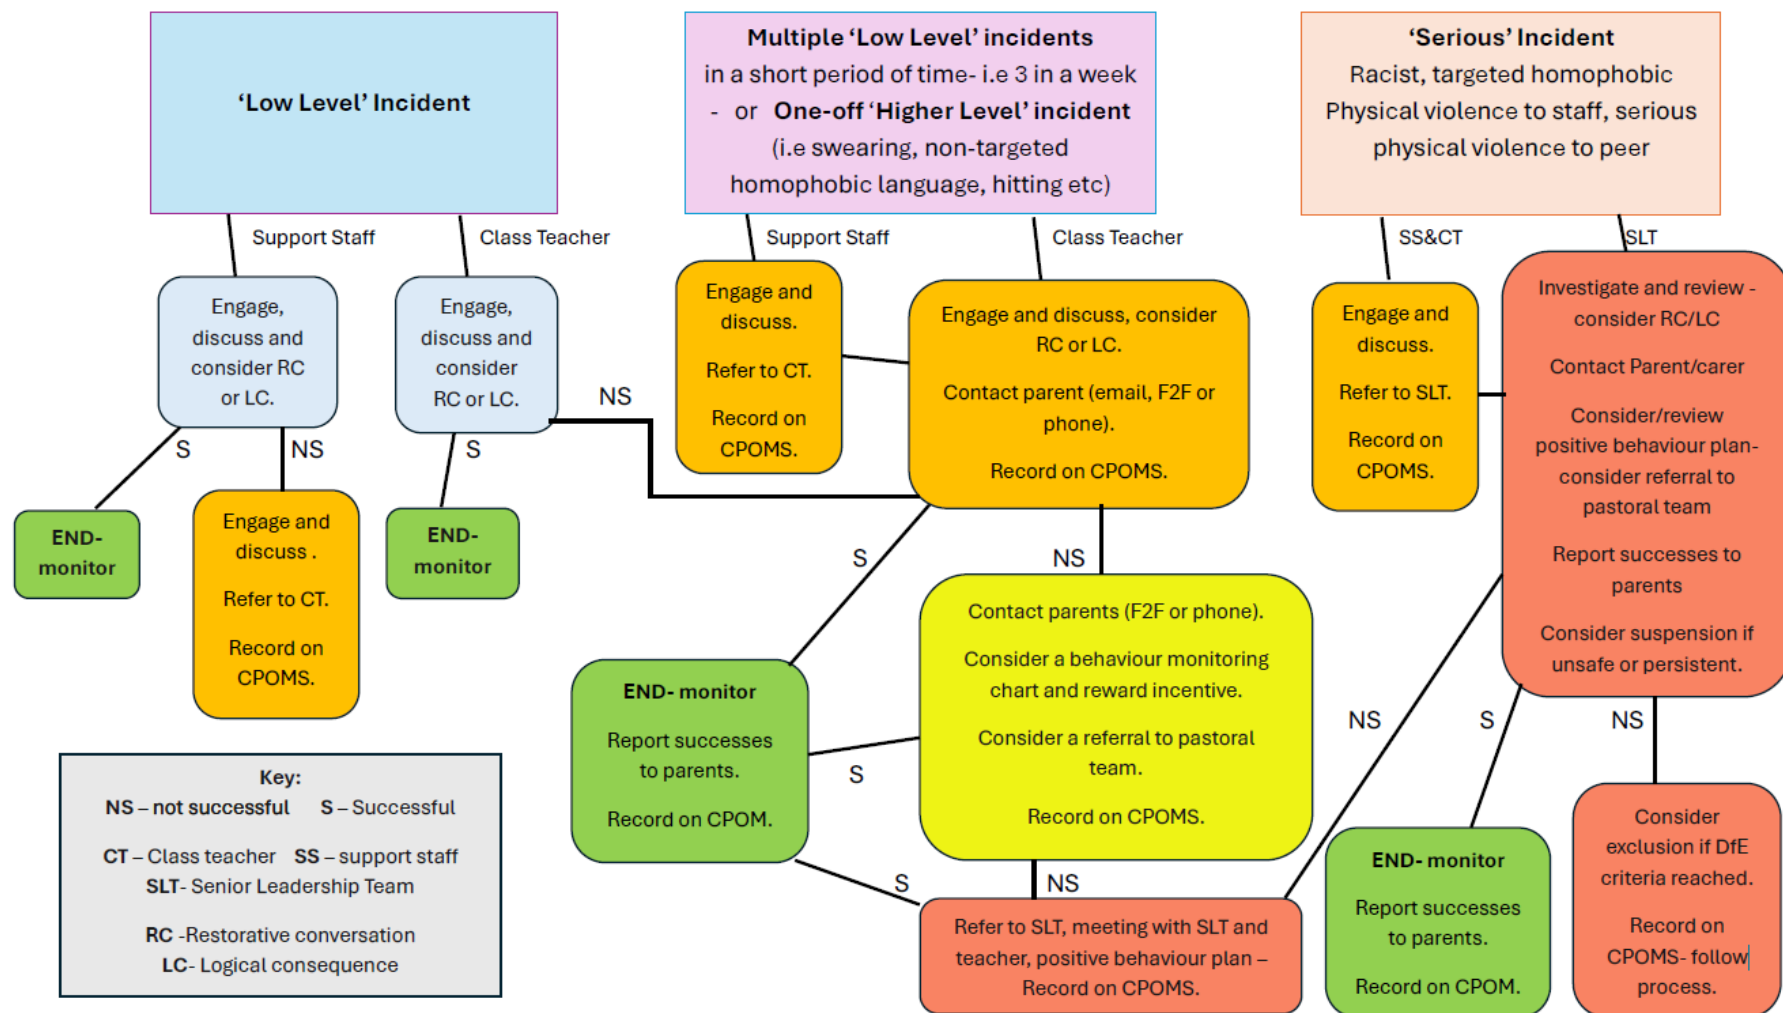 ‘Low Level’ Incident
Multiple ‘Low Level’ incidents
in a short period of time- i.e 3 in a week
- or One-off ‘Higher Level’ incident
(i.e swearing, non-targeted
homophobic language, hitting etc)
‘Serious’ Incident
Racist, targeted homophobic
Physical violence to staff, serious
physical violence to peer
Support Staff
Class Teacher
Support Staff
Class Teacher
SS&CT
SLT
Engage,
discuss and
consider RC
or LC.
Engage,
discuss and
consider
RC or LC.
NS
S
NS
S
END-
monitor
Engage and
discuss .
Refer to CT.
Record on
CPOMS.
END-
monitor
Engage and
discuss.
Refer to CT.
Record on
CPOMS.
Engage and discuss, consider
RC or LC.
Contact parent (email, F2F or
phone).
Record on CPOMS.
S
NS
Contact parents (F2F or phone).
Consider a behaviour monitoring
chart and reward incentive.
Consider a referral to pastoral
team.
Record on CPOMS.
END- monitor
Report successes
to parents.
Record on CPOM.
S
S
NS
Refer to SLT, meeting with SLT and
teacher, positive behaviour plan –
Record on CPOMS.
Engage and
discuss.
Refer to SLT.
Record on
CPOMS.
Investigate and review -
consider RC/LC
Contact Parent/carer
Consider/review
positive behaviour plan-
consider referral to
pastoral team
Report successes to
parents
Consider suspension if
unsafe or persistent.
NS
S
NS
END- monitor
Report successes
to parents.
Record on CPOM.
Consider
exclusion if DfE
criteria reached.
Record on
CPOMS- follow
process.
Key:
NS – not successful S – Successful
CT – Class teacher SS – support staff
SLT- Senior Leadership Team
RC -Restorative conversation
LC- Logical consequence